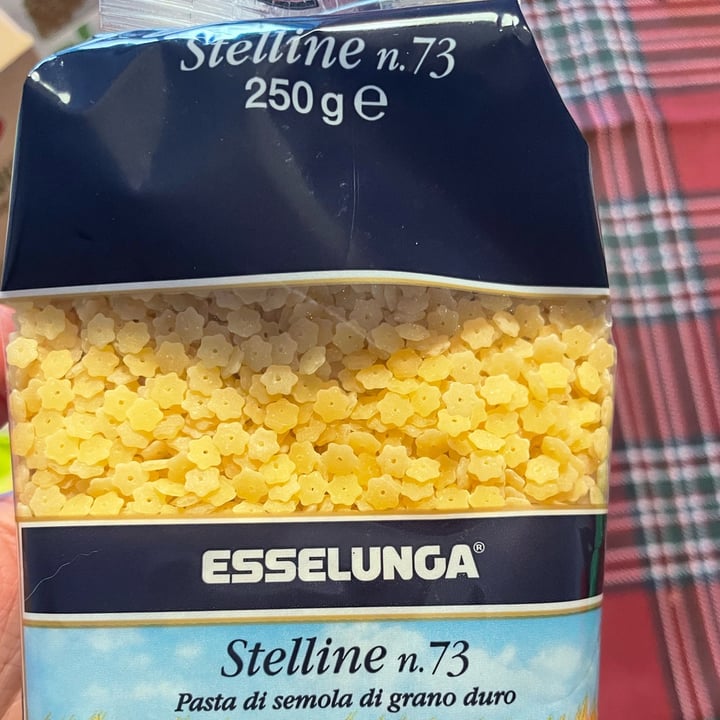 Stelline n.73
250 g e
ESSELUNGA®
Stelline n.73
Pasta di semola di grano duro